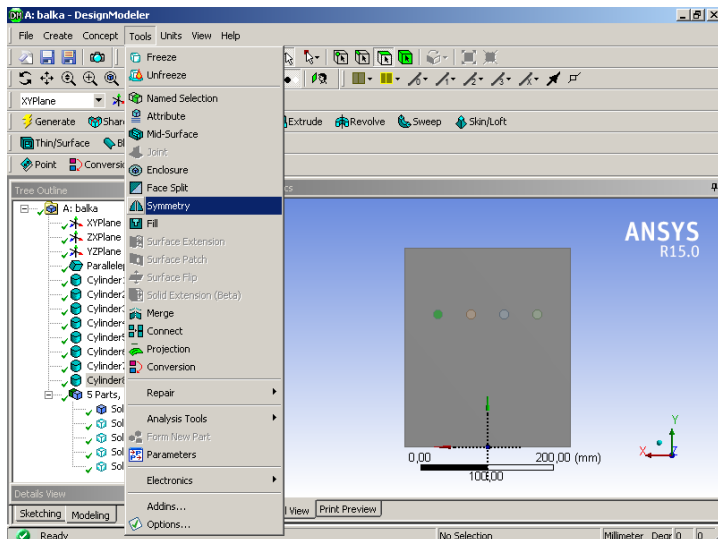 A: balka - DesignModeler
File Create Concept Tools Units View Help
XYPlane
Generate Extrude Revolve Sweep Skin/Loft
Thin/Surface
Point
Freeze
Unfreeze
Named Selection
Attribute
Mid-Surface
Joint
Enclosure
Face Split
Symmetry
Fill
Surface Extension
Surface Patch
Surface Flip
Solid Extension (Beta)
Merge
Connect
Projection
Conversion
Repair
Analysis Tools
Form New Part
Parameters
Electronics
Addins...
Options...
Tree Outline
A: balka
XYPlane
ZXPlane
YZPlane
5 Parts,
Details View
Sketching Modeling
Print Preview
Ready
No Selection
Millimeter Degr 0 0
ANSYS
R15.0
0,00 200,00 (mm)
100,00
Y
X Z